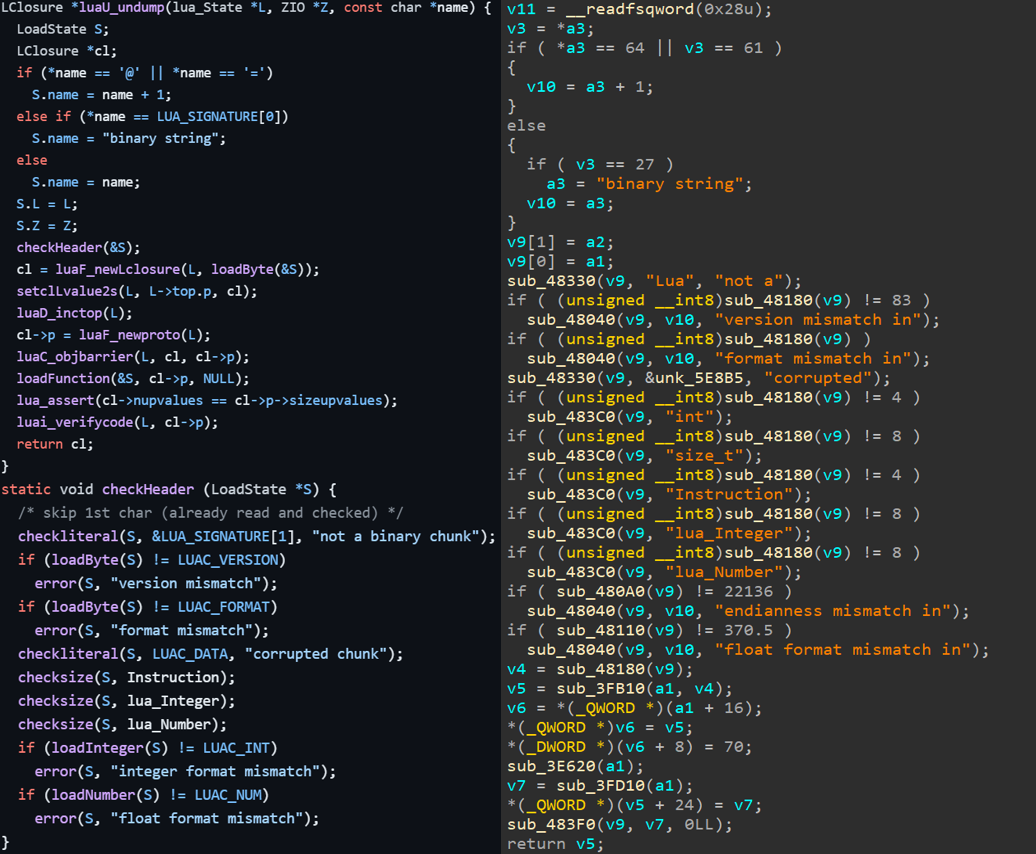 LClosure *luaU_undump(lua_State *L, ZIO *Z, const char *name) {
  LoadState S;
  LClosure *cl;
  if (*name == '@' || *name == '=')
    S.name = name + 1;
  else if (*name == LUA_SIGNATURE[0])
    S.name = "binary string";
  else
    S.name = name;
  S.L = L;
  S.Z = Z;
  checkHeader(&S);
  cl = luaF_newLclosure(L, loadByte(&S));
  setclLvalue2s(L, L->top.p, cl);
  luaD_inctop(L);
  cl->p = luaF_newproto(L);
  luaC_objbarrier(L, cl, cl->p);
  loadFunction(&S, cl->p, NULL);
  lua_assert(cl->nupvalues == cl->p->sizeupvalues);
  luai_verifycode(L, cl->p);
  return cl;
}
static void checkHeader (LoadState *S) {
  /* skip 1st char (already read and checked) */
  checkliteral(S, &LUA_SIGNATURE[1], "not a binary chunk");
  if (loadByte(S) != LUAC_VERSION)
    error(S, "version mismatch");
  if (loadByte(S) != LUAC_FORMAT)
    error(S, "format mismatch");
  checkliteral(S, LUAC_DATA, "corrupted chunk");
  checksize(S, Instruction);
  checksize(S, lua_Integer);
  checksize(S, lua_Number);
  if (loadInteger(S) != LUAC_INT)
    error(S, "integer format mismatch");
  if (loadNumber(S) != LUAC_NUM)
    error(S, "float format mismatch");
}
v11 = __readfsqword(0x28u);
v3 = *a3;
if ( *a3 == 64 || v3 == 61 )
{
  v10 = a3 + 1;
}
else
{
  if ( v3 == 27 )
    a3 = "binary string";
  v10 = a3;
}
v9[1] = a2;
v9[0] = a1;
sub_48330(v9, "Lua", "not a");
if ( (unsigned __int8)sub_48180(v9) != 83 )
  sub_48040(v9, v10, "version mismatch in");
if ( (unsigned __int8)sub_48180(v9) )
  sub_48040(v9, v10, "format mismatch in");
sub_48330(v9, &unk_5E8B5, "corrupted");
if ( (unsigned __int8)sub_48180(v9) != 4 )
  sub_483C0(v9, "int");
if ( (unsigned __int8)sub_48180(v9) != 8 )
  sub_483C0(v9, "size_t");
if ( (unsigned __int8)sub_48180(v9) != 4 )
  sub_483C0(v9, "Instruction");
if ( (unsigned __int8)sub_48180(v9) != 8 )
  sub_483C0(v9, "lua_Integer");
if ( (unsigned __int8)sub_48180(v9) != 8 )
  sub_483C0(v9, "lua_Number");
if ( sub_480A0(v9) != 22136 )
  sub_48040(v9, v10, "endianness mismatch in");
if ( sub_48110(v9) != 370.5 )
  sub_48040(v9, v10, "float format mismatch in");
v4 = sub_48180(v9);
v5 = sub_3FB10(a1, v4);
v6 = *(_QWORD *)(a1 + 16);
*(_QWORD *)v6 = v5;
*(_DWORD *)(v6 + 8) = 70;
sub_3E620(a1);
v7 = sub_3FD10(a1);
*(_QWORD *)(v5 + 24) = v7;
sub_483F0(v9, v7, 0LL);
return v5;